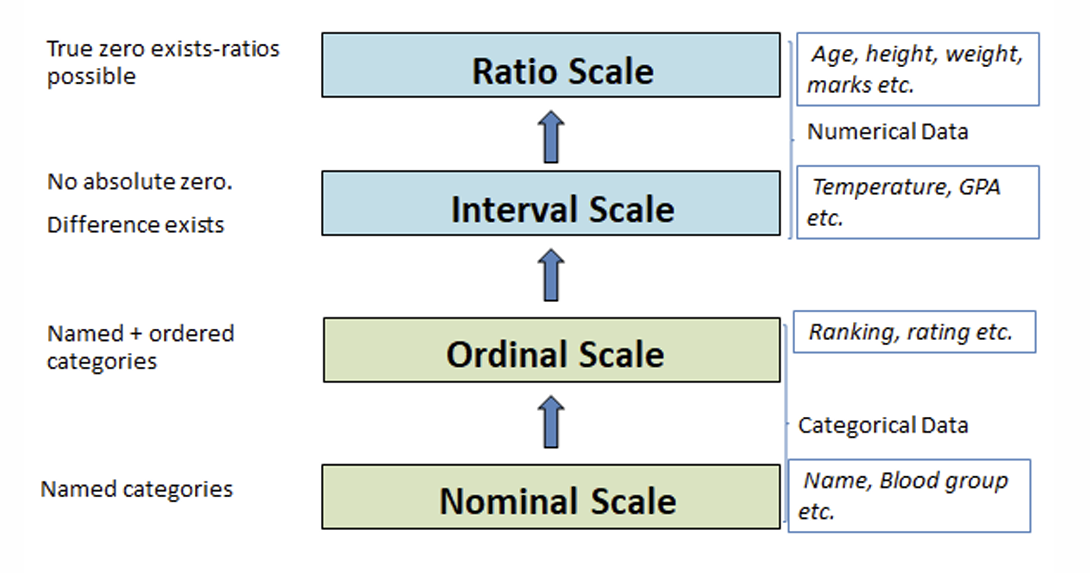 True zero exists-ratios
possible
Ratio Scale
Age, height, weight,
marks etc.
Numerical Data
No absolute zero.
Difference exists
Interval Scale
Temperature, GPA
etc.
Named + ordered
categories
Ordinal Scale
Ranking, rating etc.
Categorical Data
Named categories
Nominal Scale
Name, Blood group
etc.